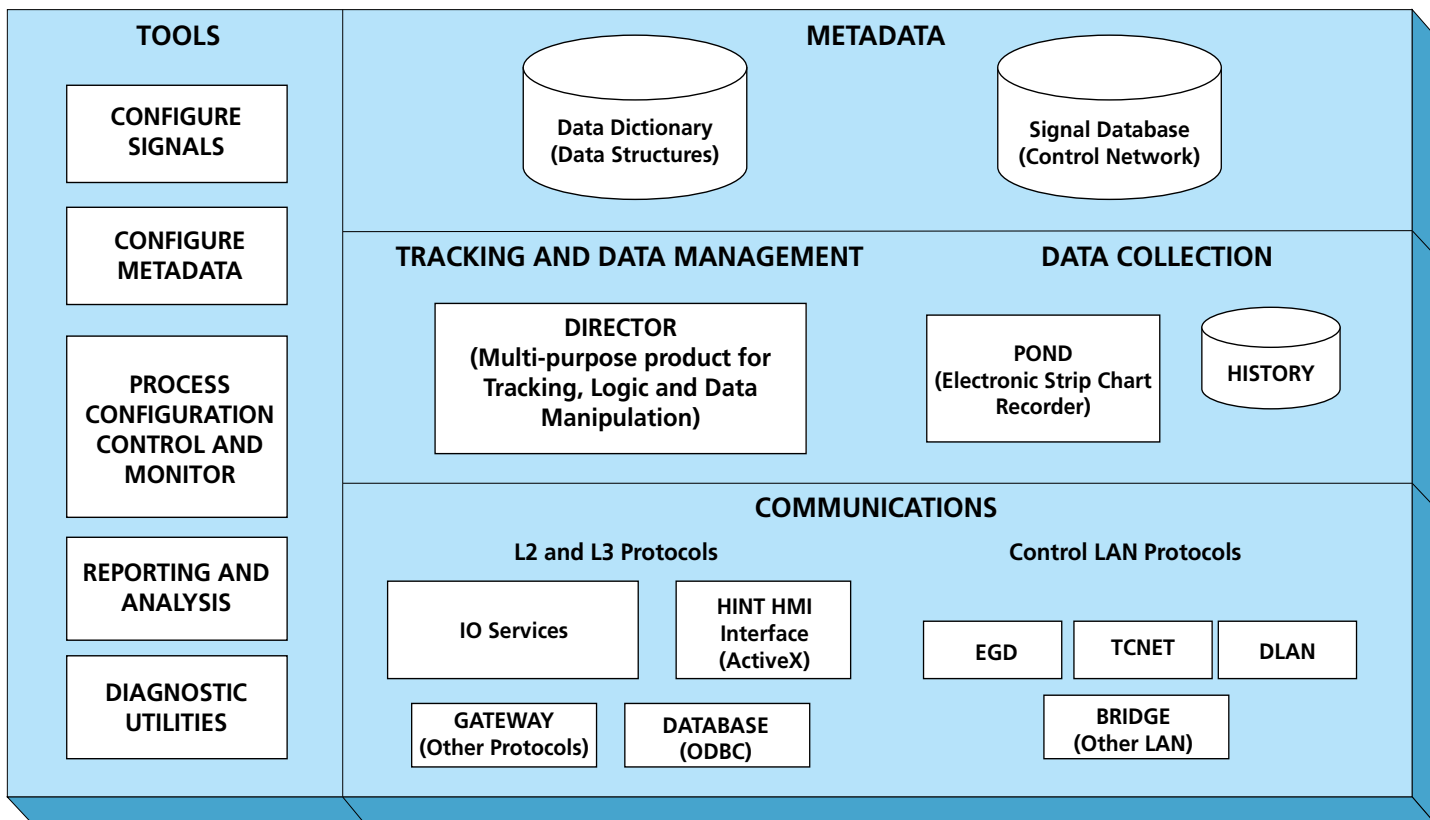 TOOLS
CONFIGURE
SIGNALS
CONFIGURE
METADATA
PROCESS
CONFIGURATION
CONTROL AND
MONITOR
REPORTING AND
ANALYSIS
DIAGNOSTIC
UTILITIES
METADATA
Data Dictionary
(Data Structures)
Signal Database
(Control Network)
TRACKING AND DATA MANAGEMENT
DIRECTOR
(Multi-purpose product for
Tracking, Logic and Data
Manipulation)
DATA COLLECTION
POND
(Electronic Strip Chart
Recorder)
HISTORY
COMMUNICATIONS
L2 and L3 Protocols
IO Services
HINT HMI
Interface
(ActiveX)
GATEWAY
(Other Protocols)
DATABASE
(ODBC)
Control LAN Protocols
EGD
TCNET
DLAN
BRIDGE
(Other LAN)